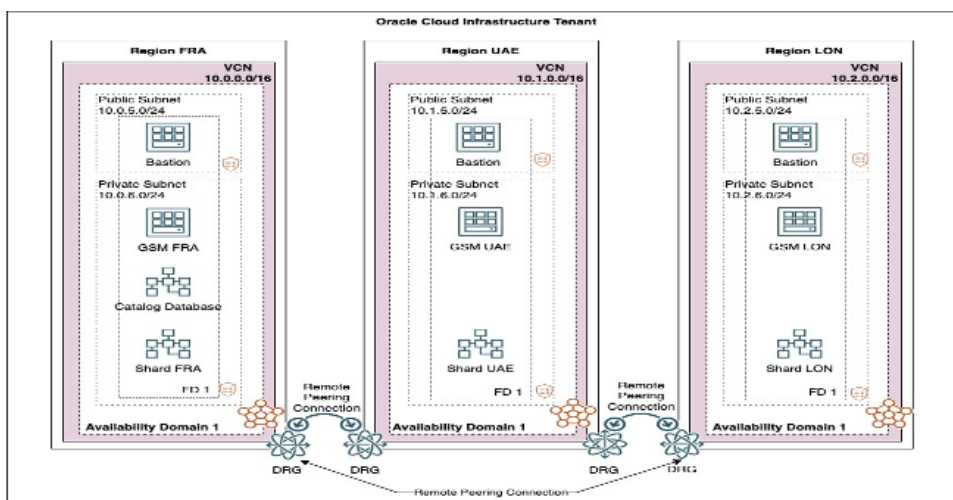 Oracle Cloud Infrastructure Tenant
Region FRA
VCN
10.0.0.0/16
Public Subnet
10.0.5.0/24
Bastion
Private Subnet
10.0.6.0/24
GSM FRA
Catalog Database
Shard FRA
FD 1
Availability Domain 1
DRG
Remote
Peering
Connection
Region UAE
VCN
10.1.0.0/16
Public Subnet
10.1.5.0/24
Bastion
Private Subnet
10.1.6.0/24
GSM UAE
Shard UAE
FD 1
Availability Domain 1
DRG
DRG
Remote
Peering
Connection
Region LON
VCN
10.2.0.0/16
Public Subnet
10.2.5.0/24
Bastion
Private Subnet
10.2.6.0/24
GSM LON
Shard LON
FD 1
Availability Domain 1
DRG
Remote Peering Connection